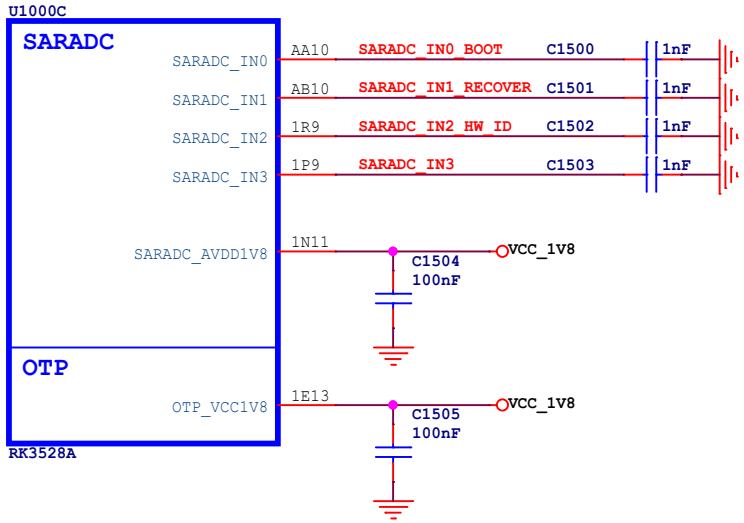 U1000C
SARADC
SARADC_IN0 AA10 SARADC_IN0_BOOT C1500 1nF
SARADC_IN1 AB10 SARADC_IN1_RECOVER C1501 1nF
SARADC_IN2 1R9 SARADC_IN2_HW_ID C1502 1nF
SARADC_IN3 1P9 SARADC_IN3 C1503 1nF
SARADC_AVDD1V8 1N11 VCC_1V8
C1504
100nF
OTP
OTP_VCC1V8 1E13 VCC_1V8
C1505
100nF
RK3528A